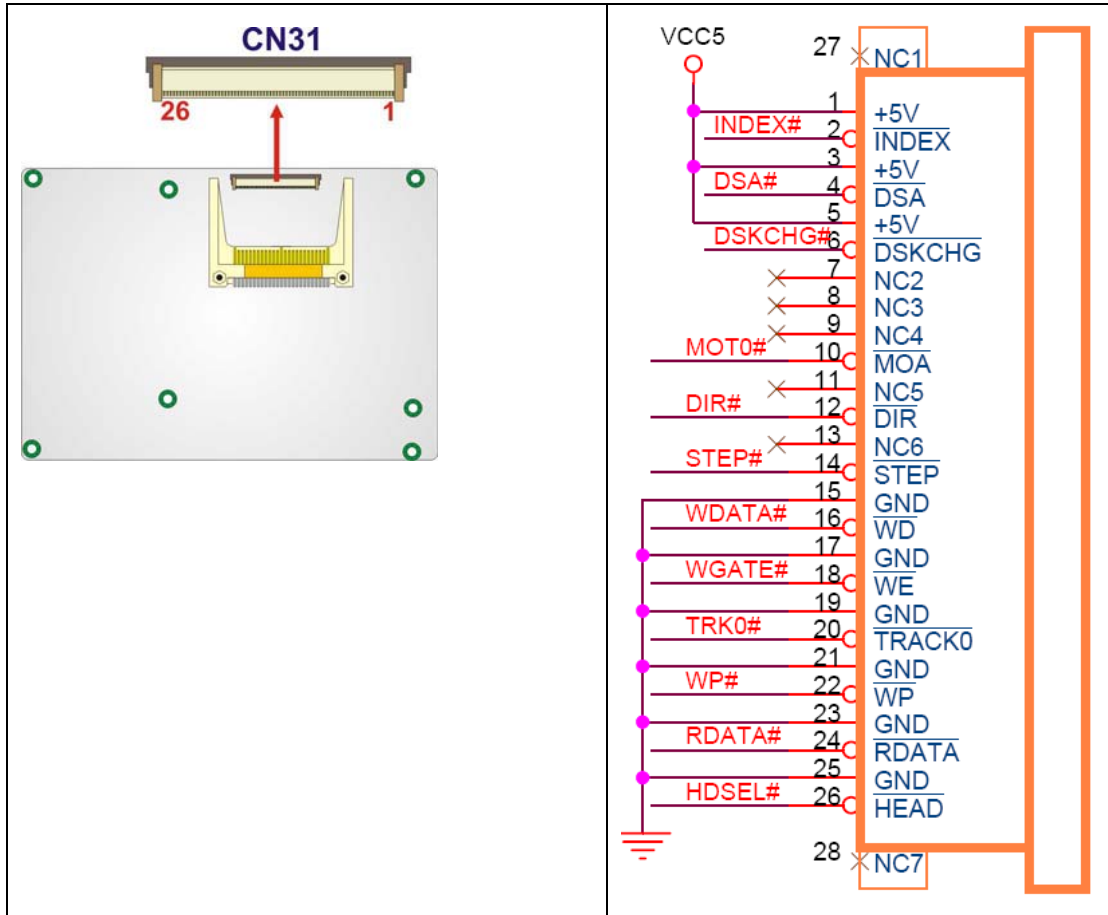 CN31
26 1
VCC5
27 NC1
1 +5V
INDEX# 2 INDEX
3 +5V
DSA# 4 DSA
5 +5V
DSKCHG# 6 DSKCHG
7 NC2
8 NC3
9 NC4
MOT0# 10 MOA
11 NC5
DIR# 12 DIR
13 NC6
STEP# 14 STEP
15 GND
WDATA# 16 WD
17 GND
WGATE# 18 WE
19 GND
TRK0# 20 TRACK0
21 GND
WP# 22 WP
23 GND
RDATA# 24 RDATA
25 GND
HDSEL# 26 HEAD
28 NC7